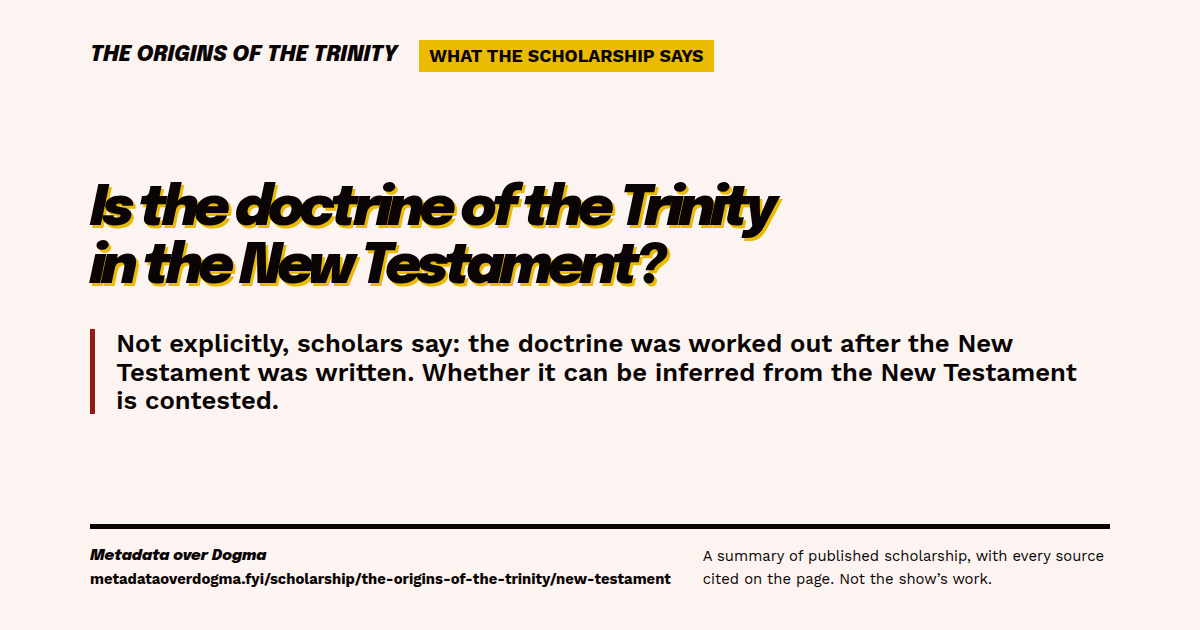 THE ORIGINS OF THE TRINITY
WHAT THE SCHOLARSHIP SAYS
Is the doctrine of the Trinity
in the New Testament?
Not explicitly, scholars say: the doctrine was worked out after the New
Testament was written. Whether it can be inferred from the New Testament
is contested.
Metadata over Dogma
metadataoverdogma.fyi/scholarship/the-origins-of-the-trinity/new-testament
A summary of published scholarship, with every source
cited on the page. Not the show’s work.